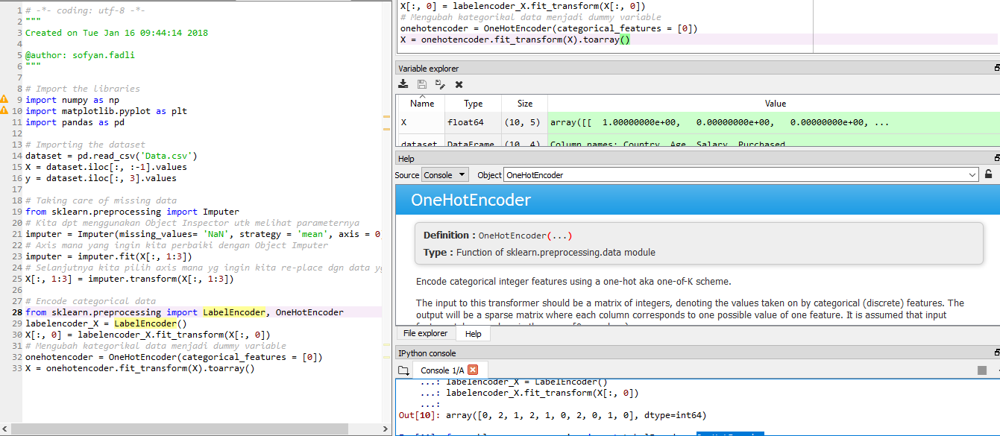 1 # -*- coding: utf-8 -*-
2 """
3 Created on Tue Jan 16 09:44:14 2018
4
5 @author: sofyan.fadli
6 """
7
8 # Import the libraries
9 import numpy as np
10 import matplotlib.pyplot as plt
11 import pandas as pd
12
13 # Importing the dataset
14 dataset = pd.read_csv('Data.csv')
15 X = dataset.iloc[:, :-1].values
16 y = dataset.iloc[:, 3].values
17
18 # Taking care of missing data
19 from sklearn.preprocessing import Imputer
20 # Kita dpt menggunakan Object Inspector utk melihat parameternya
21 imputer = Imputer(missing_values= 'NaN', strategy = 'mean', axis = 0,
22 # Axis mana yang ingin kita perbaiki dengan Object Imputer
23 imputer = imputer.fit(X[:, 1:3])
24 # Selanjutnya kita pilih axis mana yg ingin kita re-place dgn data yg
25 X[:, 1:3] = imputer.transform(X[:, 1:3])
26
27 # Encode categorical data
28 from sklearn.preprocessing import LabelEncoder, OneHotEncoder
29 labelencoder_X = LabelEncoder()
30 X[:, 0] = labelencoder_X.fit_transform(X[:, 0])
31 # Mengubah kategorikal data menjadi dummy variable
32 onehotencoder = OneHotEncoder(categorical_features = [0])
33 X = onehotencoder.fit_transform(X).toarray()
X[:, 0] = labelencoder_X.fit_transform(X[:, 0])
# Mengubah kategorikal data menjadi dummy variable
onehotencoder = OneHotEncoder(categorical_features = [0])
X = onehotencoder.fit_transform(X).toarray()
Variable explorer
Name Type Size Value
X float64 (10, 5) array([[ 1.00000000e+00, 0.00000000e+00, 0.00000000e+00, ...
dataset DataFrame (10, 4) Column names: Country, Age, Salary, Purchased
Help
Source Console Object OneHotEncoder
OneHotEncoder
Definition : OneHotEncoder(...)
Type : Function of sklearn.preprocessing.data module
Encode categorical integer features using a one-hot aka one-of-K scheme.
The input to this transformer should be a matrix of integers, denoting the values taken on by categorical (discrete) features. The
output will be a sparse matrix where each column corresponds to one possible value of one feature. It is assumed that input
File explorer Help
IPython console
Console 1/A
...: labelencoder_X = LabelEncoder()
...: labelencoder_X.fit_transform(X[:, 0])
...:
Out[10]: array([0, 2, 1, 2, 1, 0, 2, 0, 1, 0], dtype=int64)